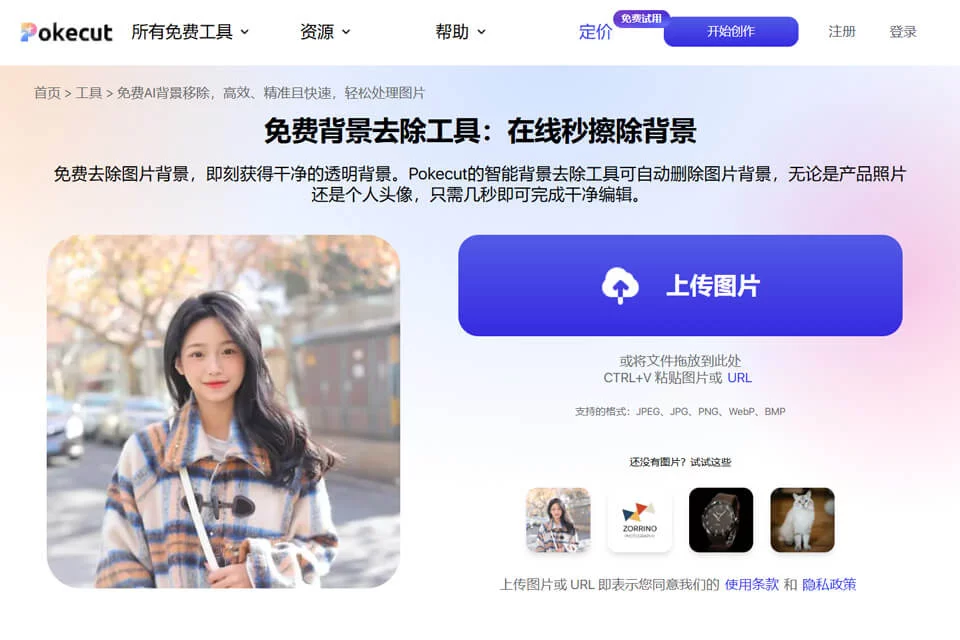 Pokecut
所有免费工具
资源
帮助
定价
免费试用
开始创作
注册
登录
首页 > 工具 > 免费AI背景移除，高效、精准且快速，轻松处理图片
免费背景去除工具：在线秒擦除背景
免费去除图片背景，即刻获得干净的透明背景。Pokecut的智能背景去除工具可自动删除图片背景，无论是产品照片
还是个人头像，只需几秒即可完成干净编辑。
上传图片
或将文件拖放到此处
CTRL+V 粘贴图片或 URL
支持的格式：JPEG、JPG、PNG、WebP、BMP
还没有图片？试试这些
ZORRINO
PHOTOGRAPHY
上传图片或 URL 即表示您同意我们的 使用条款 和 隐私政策